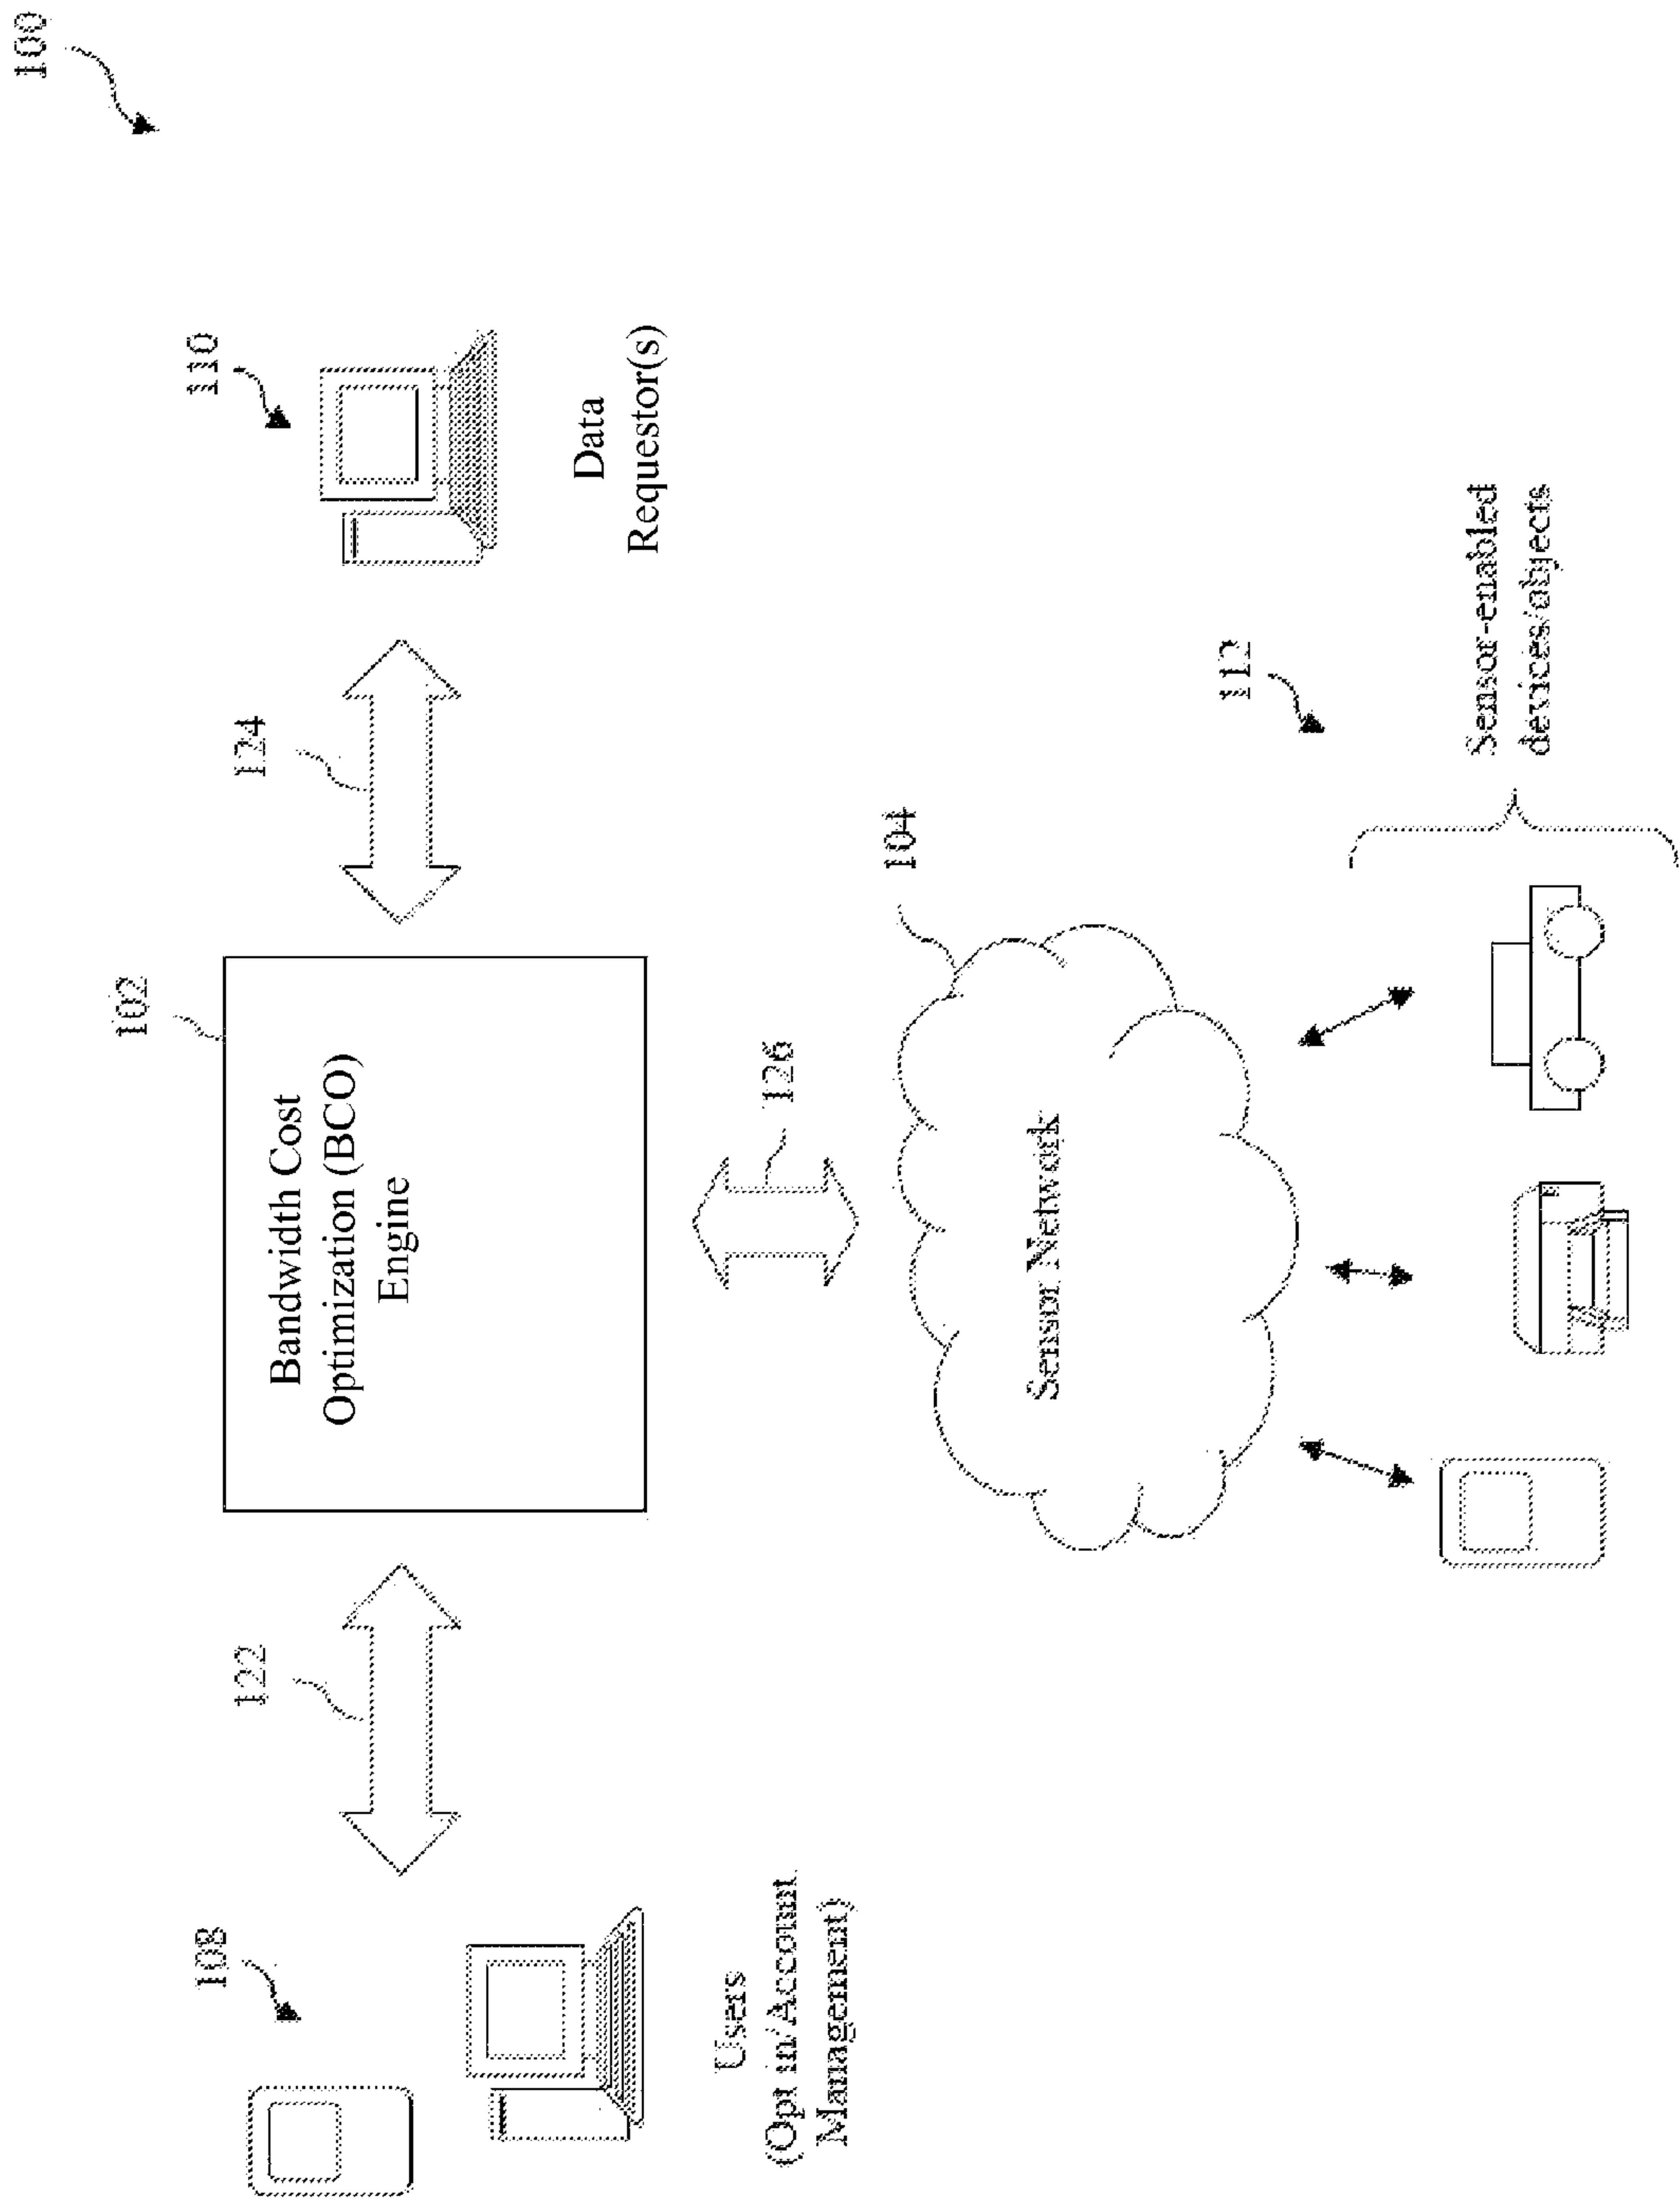 100
110
Data
Requestor(s)
124
102
Bandwidth Cost
Optimization (BCO)
Engine
122
108
Users
(Opt in/Account
Management)
126
104
Sensor Network
112
Sensor-enabled
devices/objects